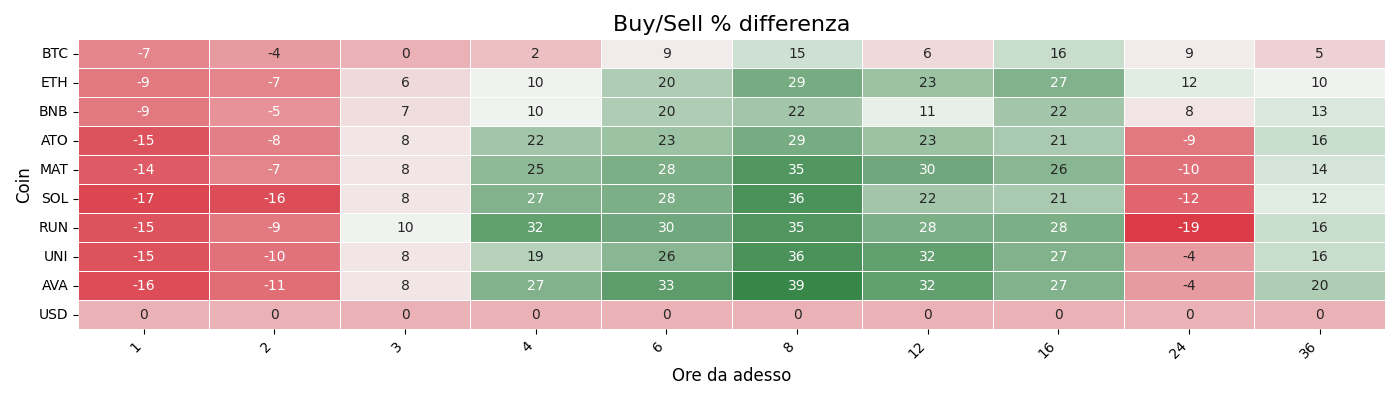 Buy/Sell % differenza
Coin
BTC -7 -4 0 2 9 15 6 16 9 5
ETH -9 -7 6 10 20 29 23 27 12 10
BNB -9 -5 7 10 20 22 11 22 8 13
ATO -15 -8 8 22 23 29 23 21 -9 16
MAT -14 -7 8 25 28 35 30 26 -10 14
SOL -17 -16 8 27 28 36 22 21 -12 12
RUN -15 -9 10 32 30 35 28 28 -19 16
UNI -15 -10 8 19 26 36 32 27 -4 16
AVA -16 -11 8 27 33 39 32 27 -4 20
USD 0 0 0 0 0 0 0 0 0 0
1 2 3 4 6 8 12 16 24 36
Ore da adesso